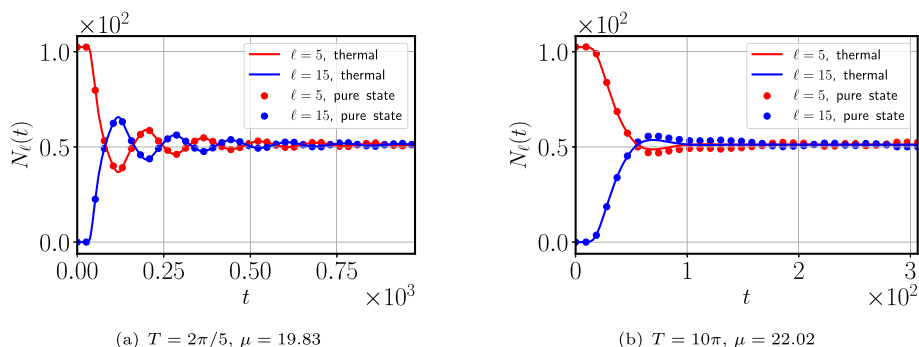 ×10²
1.0
0.5
0.0
N_ℓ(t)
ℓ = 5, thermal
ℓ = 15, thermal
ℓ = 5, pure state
ℓ = 15, pure state
0.00 0.25 0.50 0.75
t
×10³
(a) T = 2π/5, μ = 19.83
×10²
1.0
0.5
0.0
N_ℓ(t)
ℓ = 5, thermal
ℓ = 15, thermal
ℓ = 5, pure state
ℓ = 15, pure state
0 1 2 3
t
×10²
(b) T = 10π, μ = 22.02